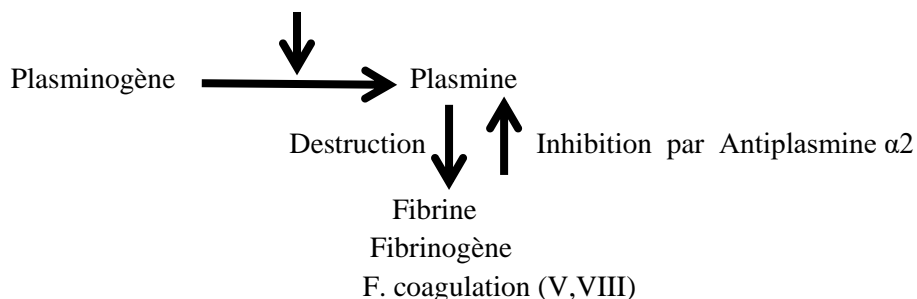 Plasminogène Plasmine
Destruction Inhibition par Antiplasmine α2
Fibrine
Fibrinogène
F. coagulation (V,VIII)